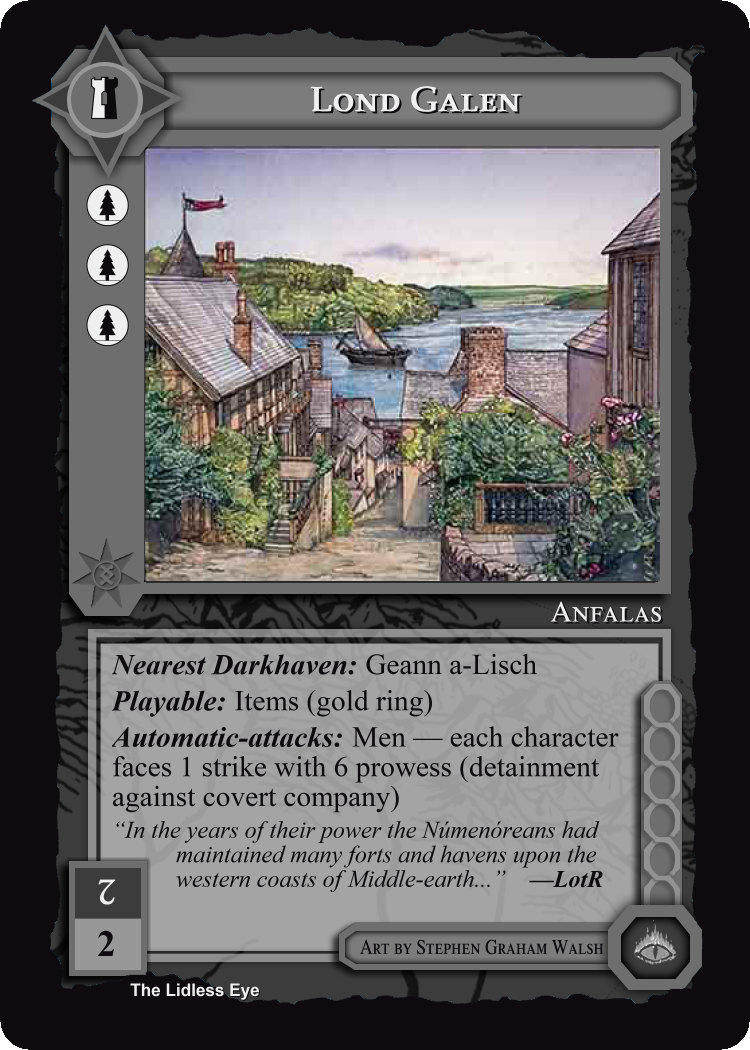 Lond Galen
Anfalas
Nearest Darkhaven: Geann a-Lisch
Playable: Items (gold ring)
Automatic-attacks: Men — each character
faces 1 strike with 6 prowess (detainment
against covert company)
“In the years of their power the Númenóreans had
maintained many forts and havens upon the
western coasts of Middle-earth...” —LotR
2
2
Art by Stephen Graham Walsh
The Lidless Eye